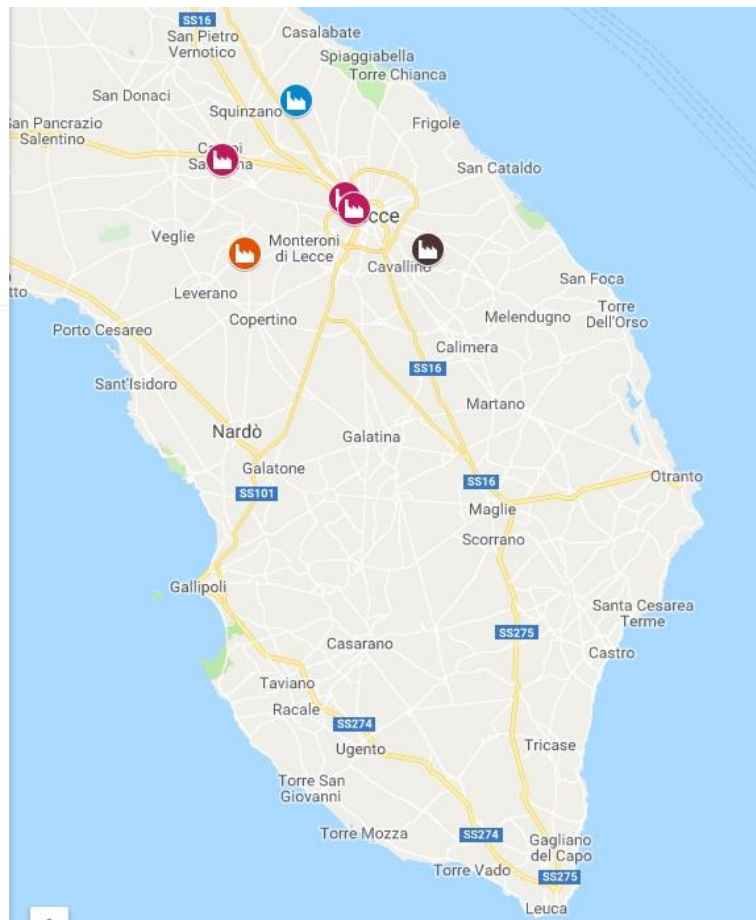 SS16
Casalabate
San Pietro
Vernotico
Spiaggiabella
Torre Chianca
San Donaci
Squinzano
San Pancrazio
Salentino
Frigole
San Cataldo
Veglie
Monteroni
di Lecce
Cavallino
San Foca
Leverano
Torre
Dell'Orso
Copertino
Melendugno
Porto Cesareo
Calimera
SS16
Sant'Isidoro
Martano
Nardò
Galatina
Galatone
Otranto
SS16
SS101
Maglie
Scorrano
Gallipoli
Santa Cesarea
Terme
SS275
Casarano
Castro
Taviano
Racale
SS274
Ugento
Tricase
Torre San
Giovanni
Torre Mozza
SS274
Gagliano
del Capo
Torre Vado
SS275
Leuca